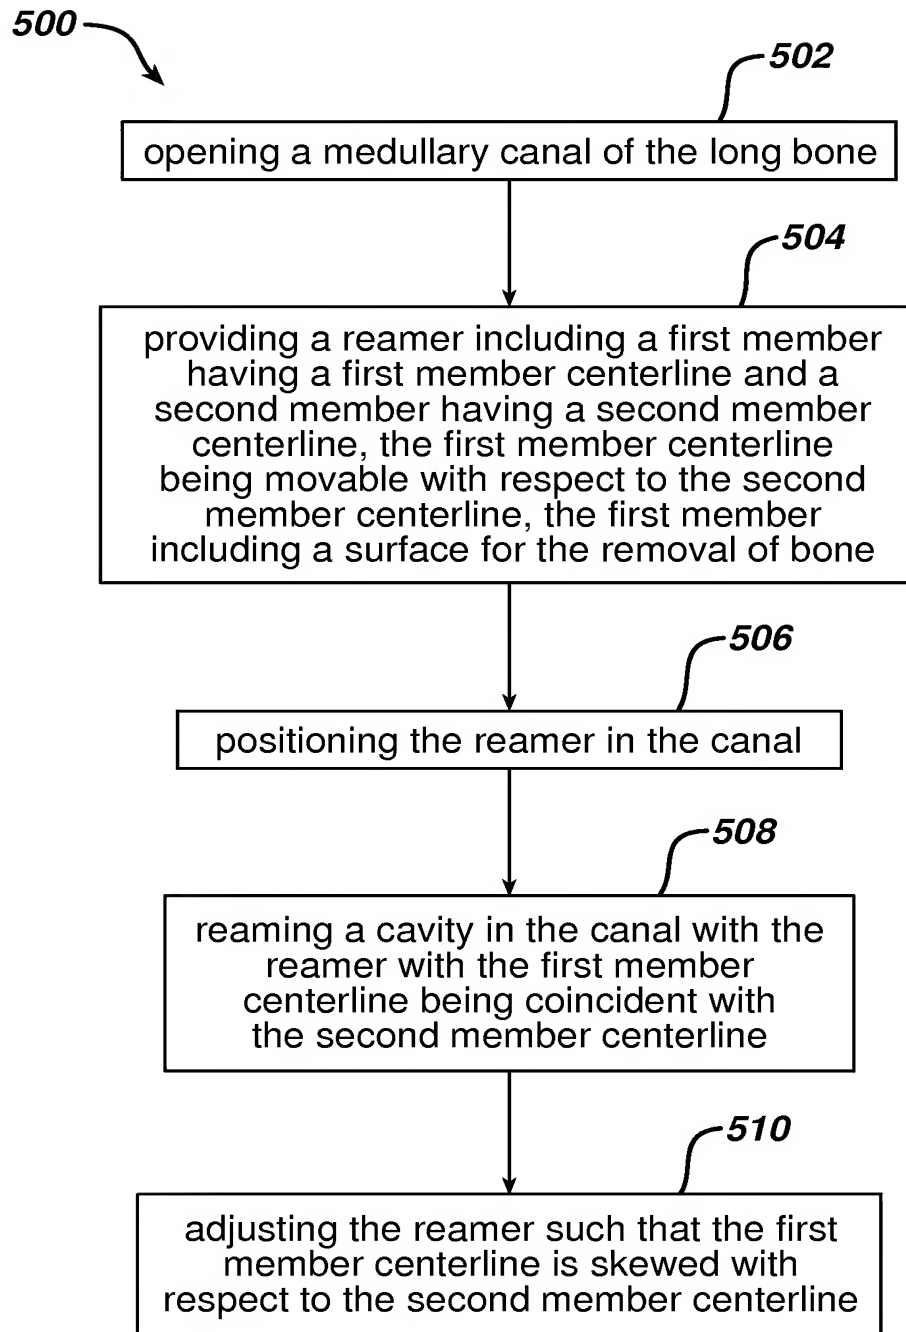 500
502
opening a medullary canal of the long bone
504
providing a reamer including a first member
having a first member centerline and a
second member having a second member
centerline, the first member centerline
being movable with respect to the second
member centerline, the first member
including a surface for the removal of bone
506
positioning the reamer in the canal
508
reaming a cavity in the canal with the
reamer with the first member
centerline being coincident with
the second member centerline
510
adjusting the reamer such that the first
member centerline is skewed with
respect to the second member centerline